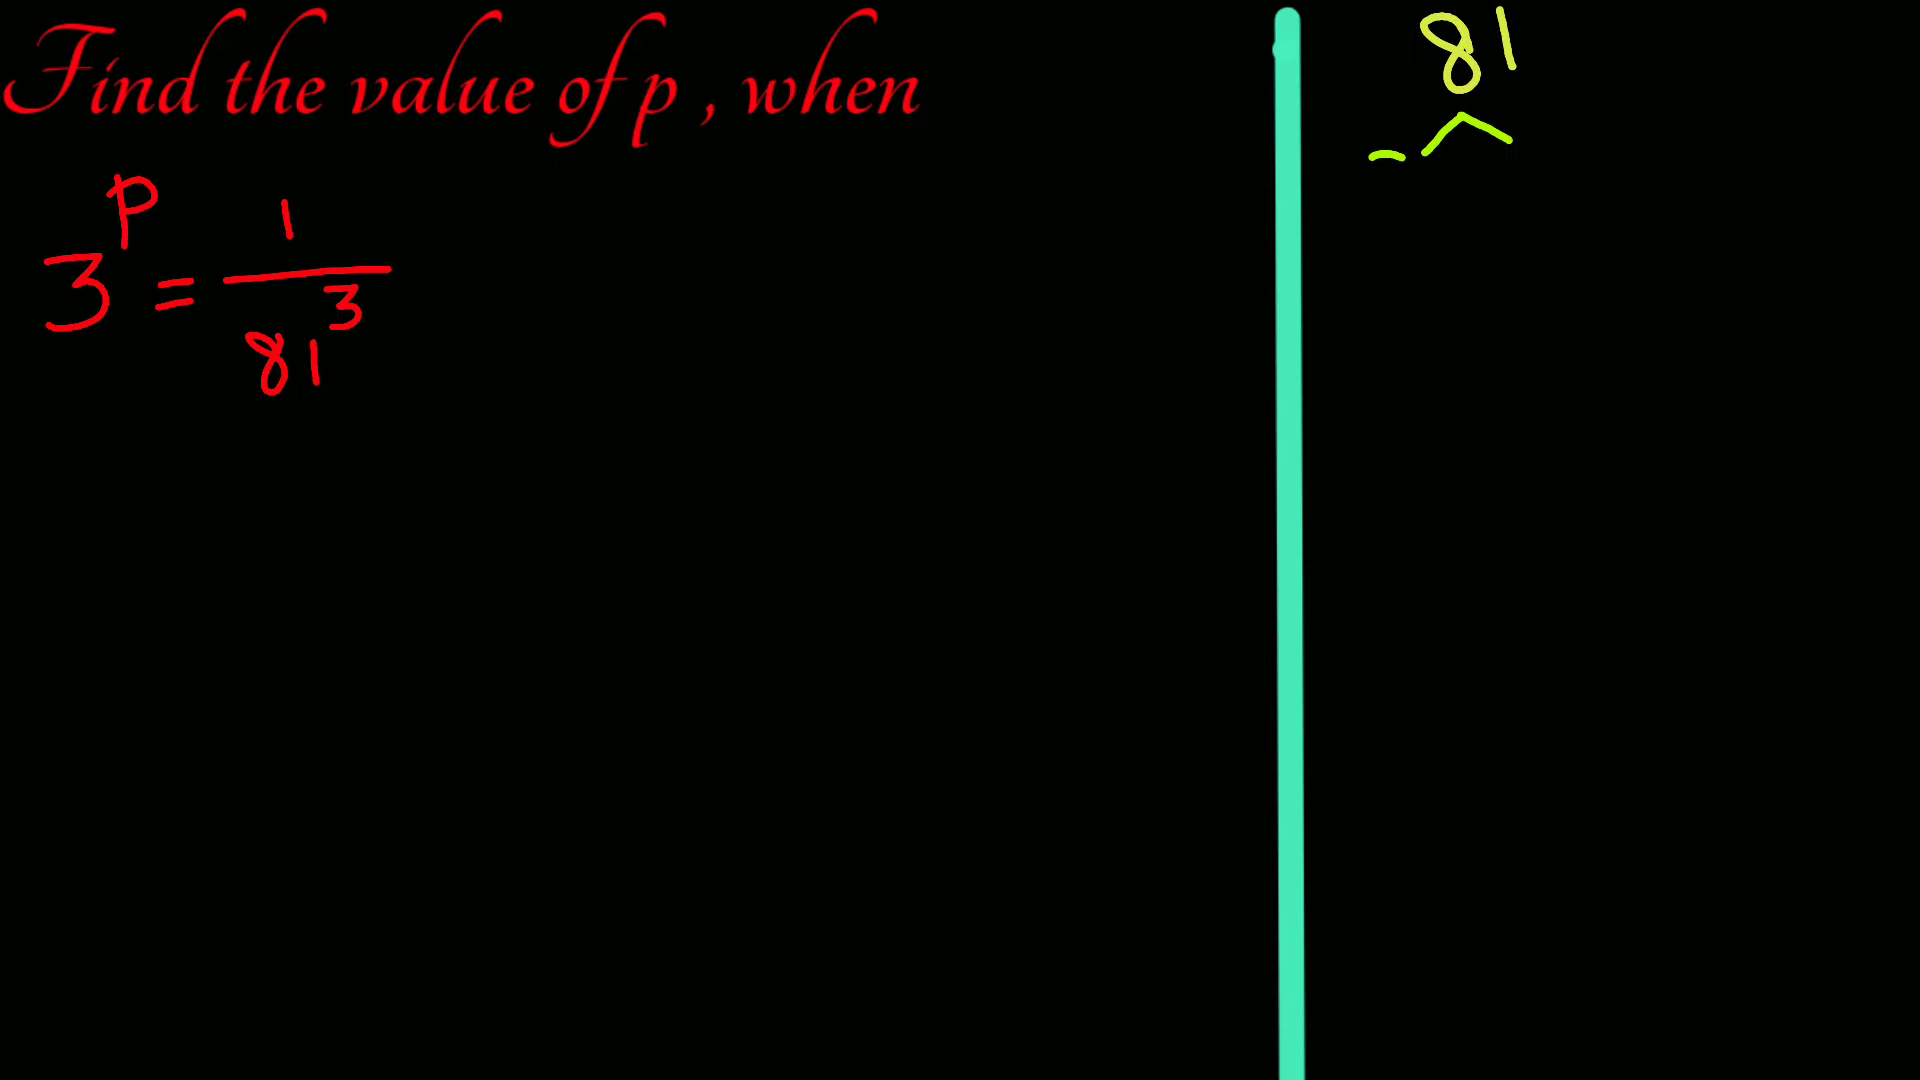 Find the value of p , when
3^p = 1/81^3
81